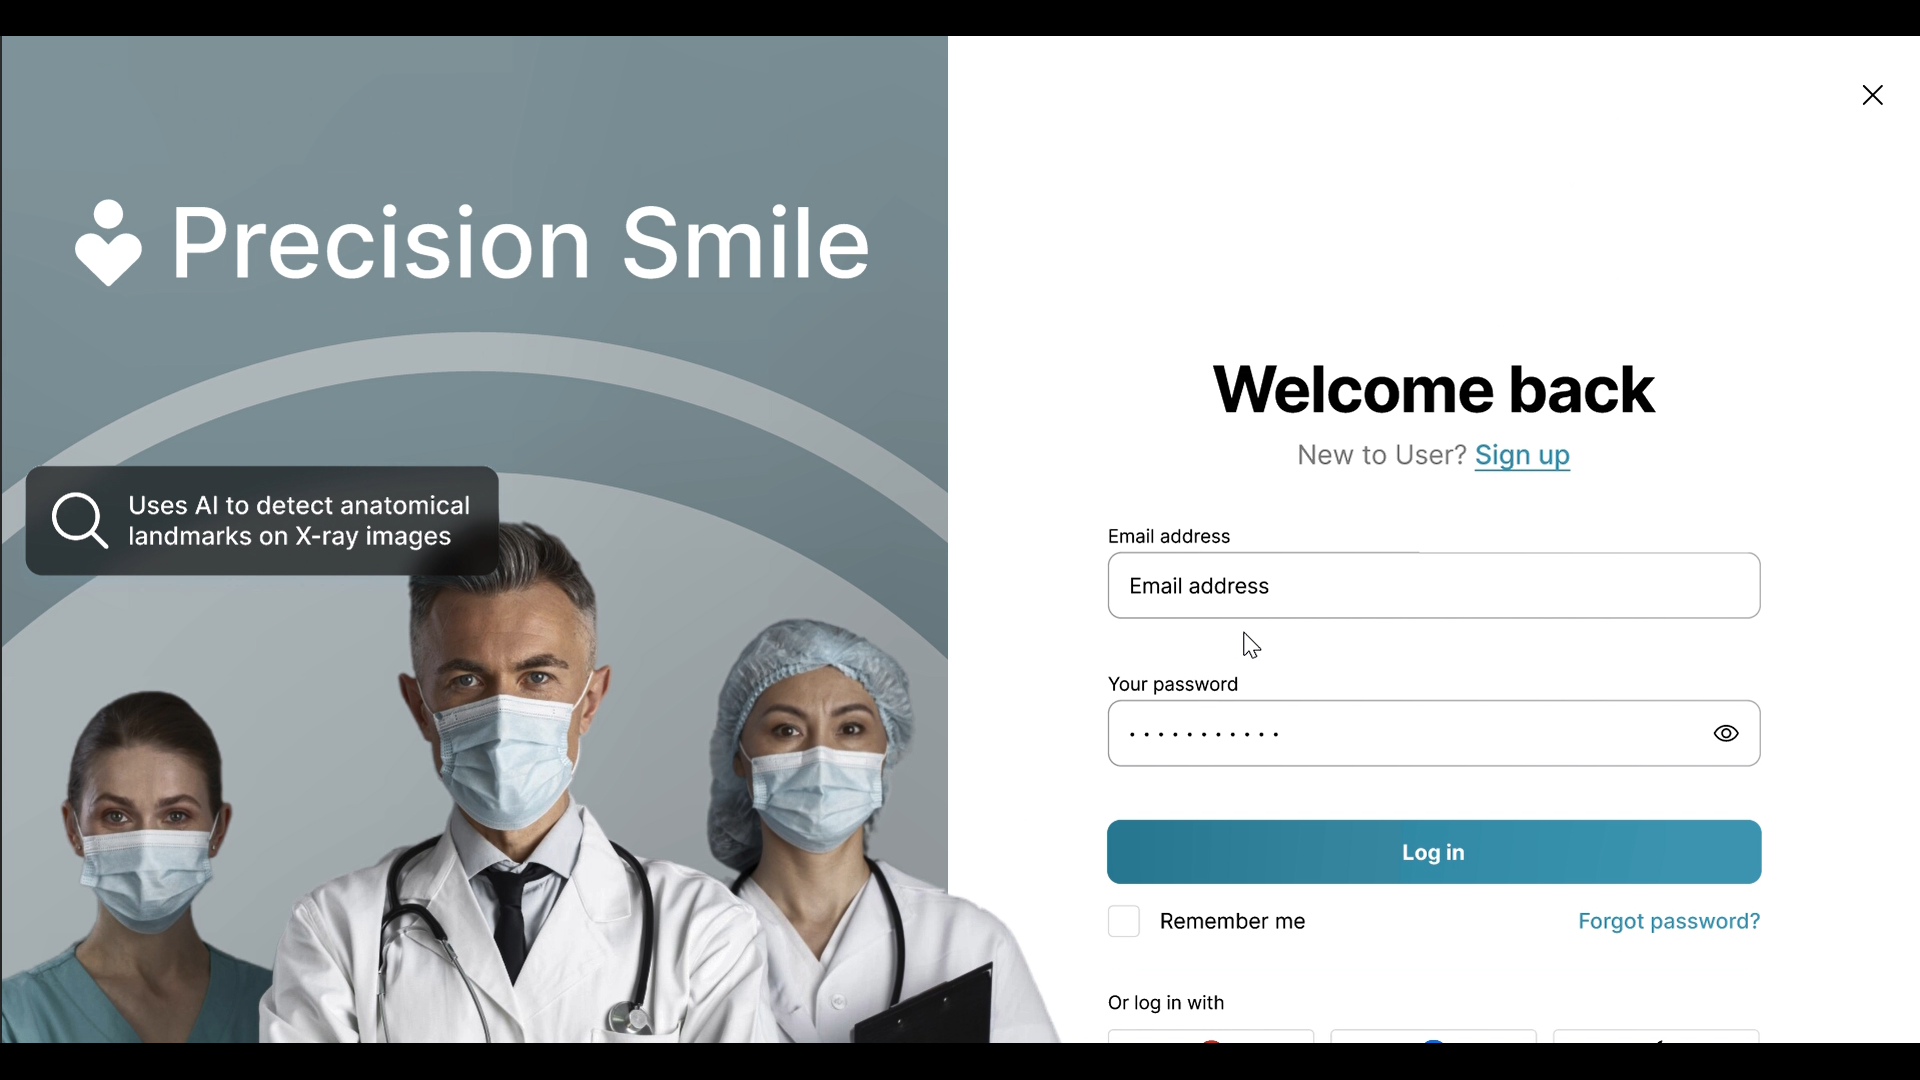 Precision Smile
Uses AI to detect anatomical
landmarks on X-ray images
Welcome back
New to User? Sign up
Email address
Email address
Your password
Log in
Remember me
Forgot password?
Or log in with